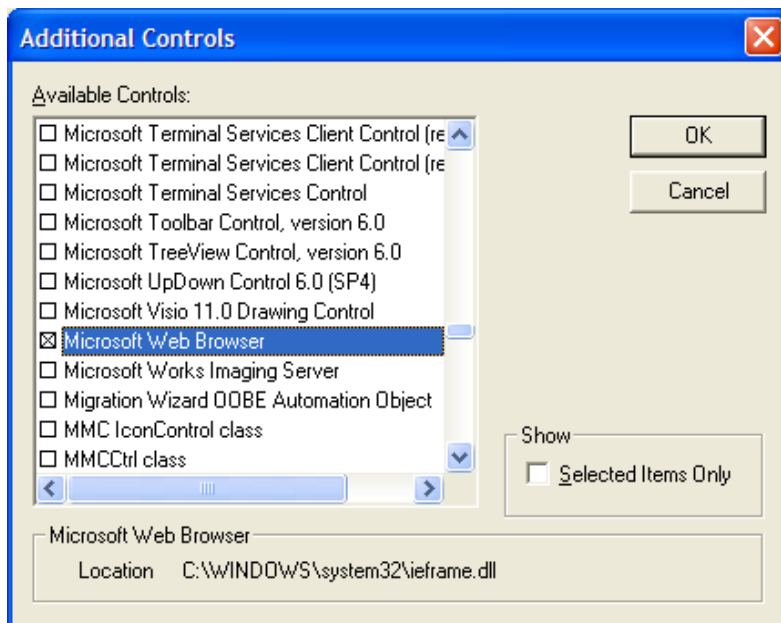 Additional Controls
Available Controls:
Microsoft Terminal Services Client Control (re
Microsoft Terminal Services Client Control (re
Microsoft Terminal Services Control
Microsoft Toolbar Control, version 6.0
Microsoft TreeView Control, version 6.0
Microsoft UpDown Control 6.0 (SP4)
Microsoft Visio 11.0 Drawing Control
Microsoft Web Browser
Microsoft Works Imaging Server
Migration Wizard OOBE Automation Object
MMC IconControl class
MMCCtrl class
OK
Cancel
Show
Selected Items Only
Microsoft Web Browser
Location C:\WINDOWS\system32\ieframe.dll